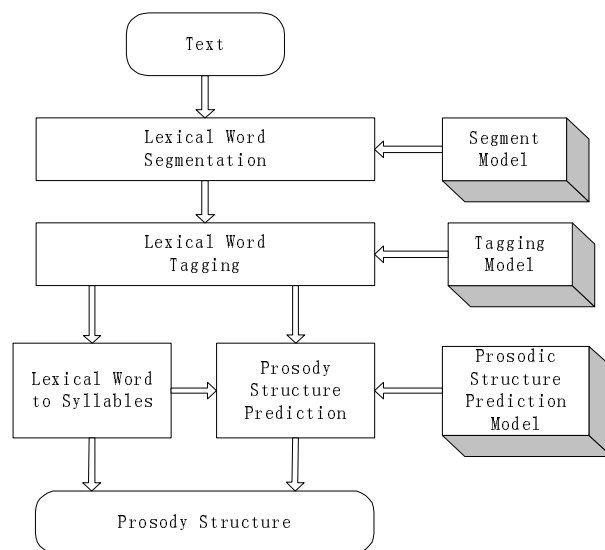 Text
Lexical Word
Segmentation
Segment
Model
Lexical Word
Tagging
Tagging
Model
Lexical Word
to Syllables
Prosody
Structure
Prediction
Prosodic
Structure
Prediction
Model
Prosody Structure